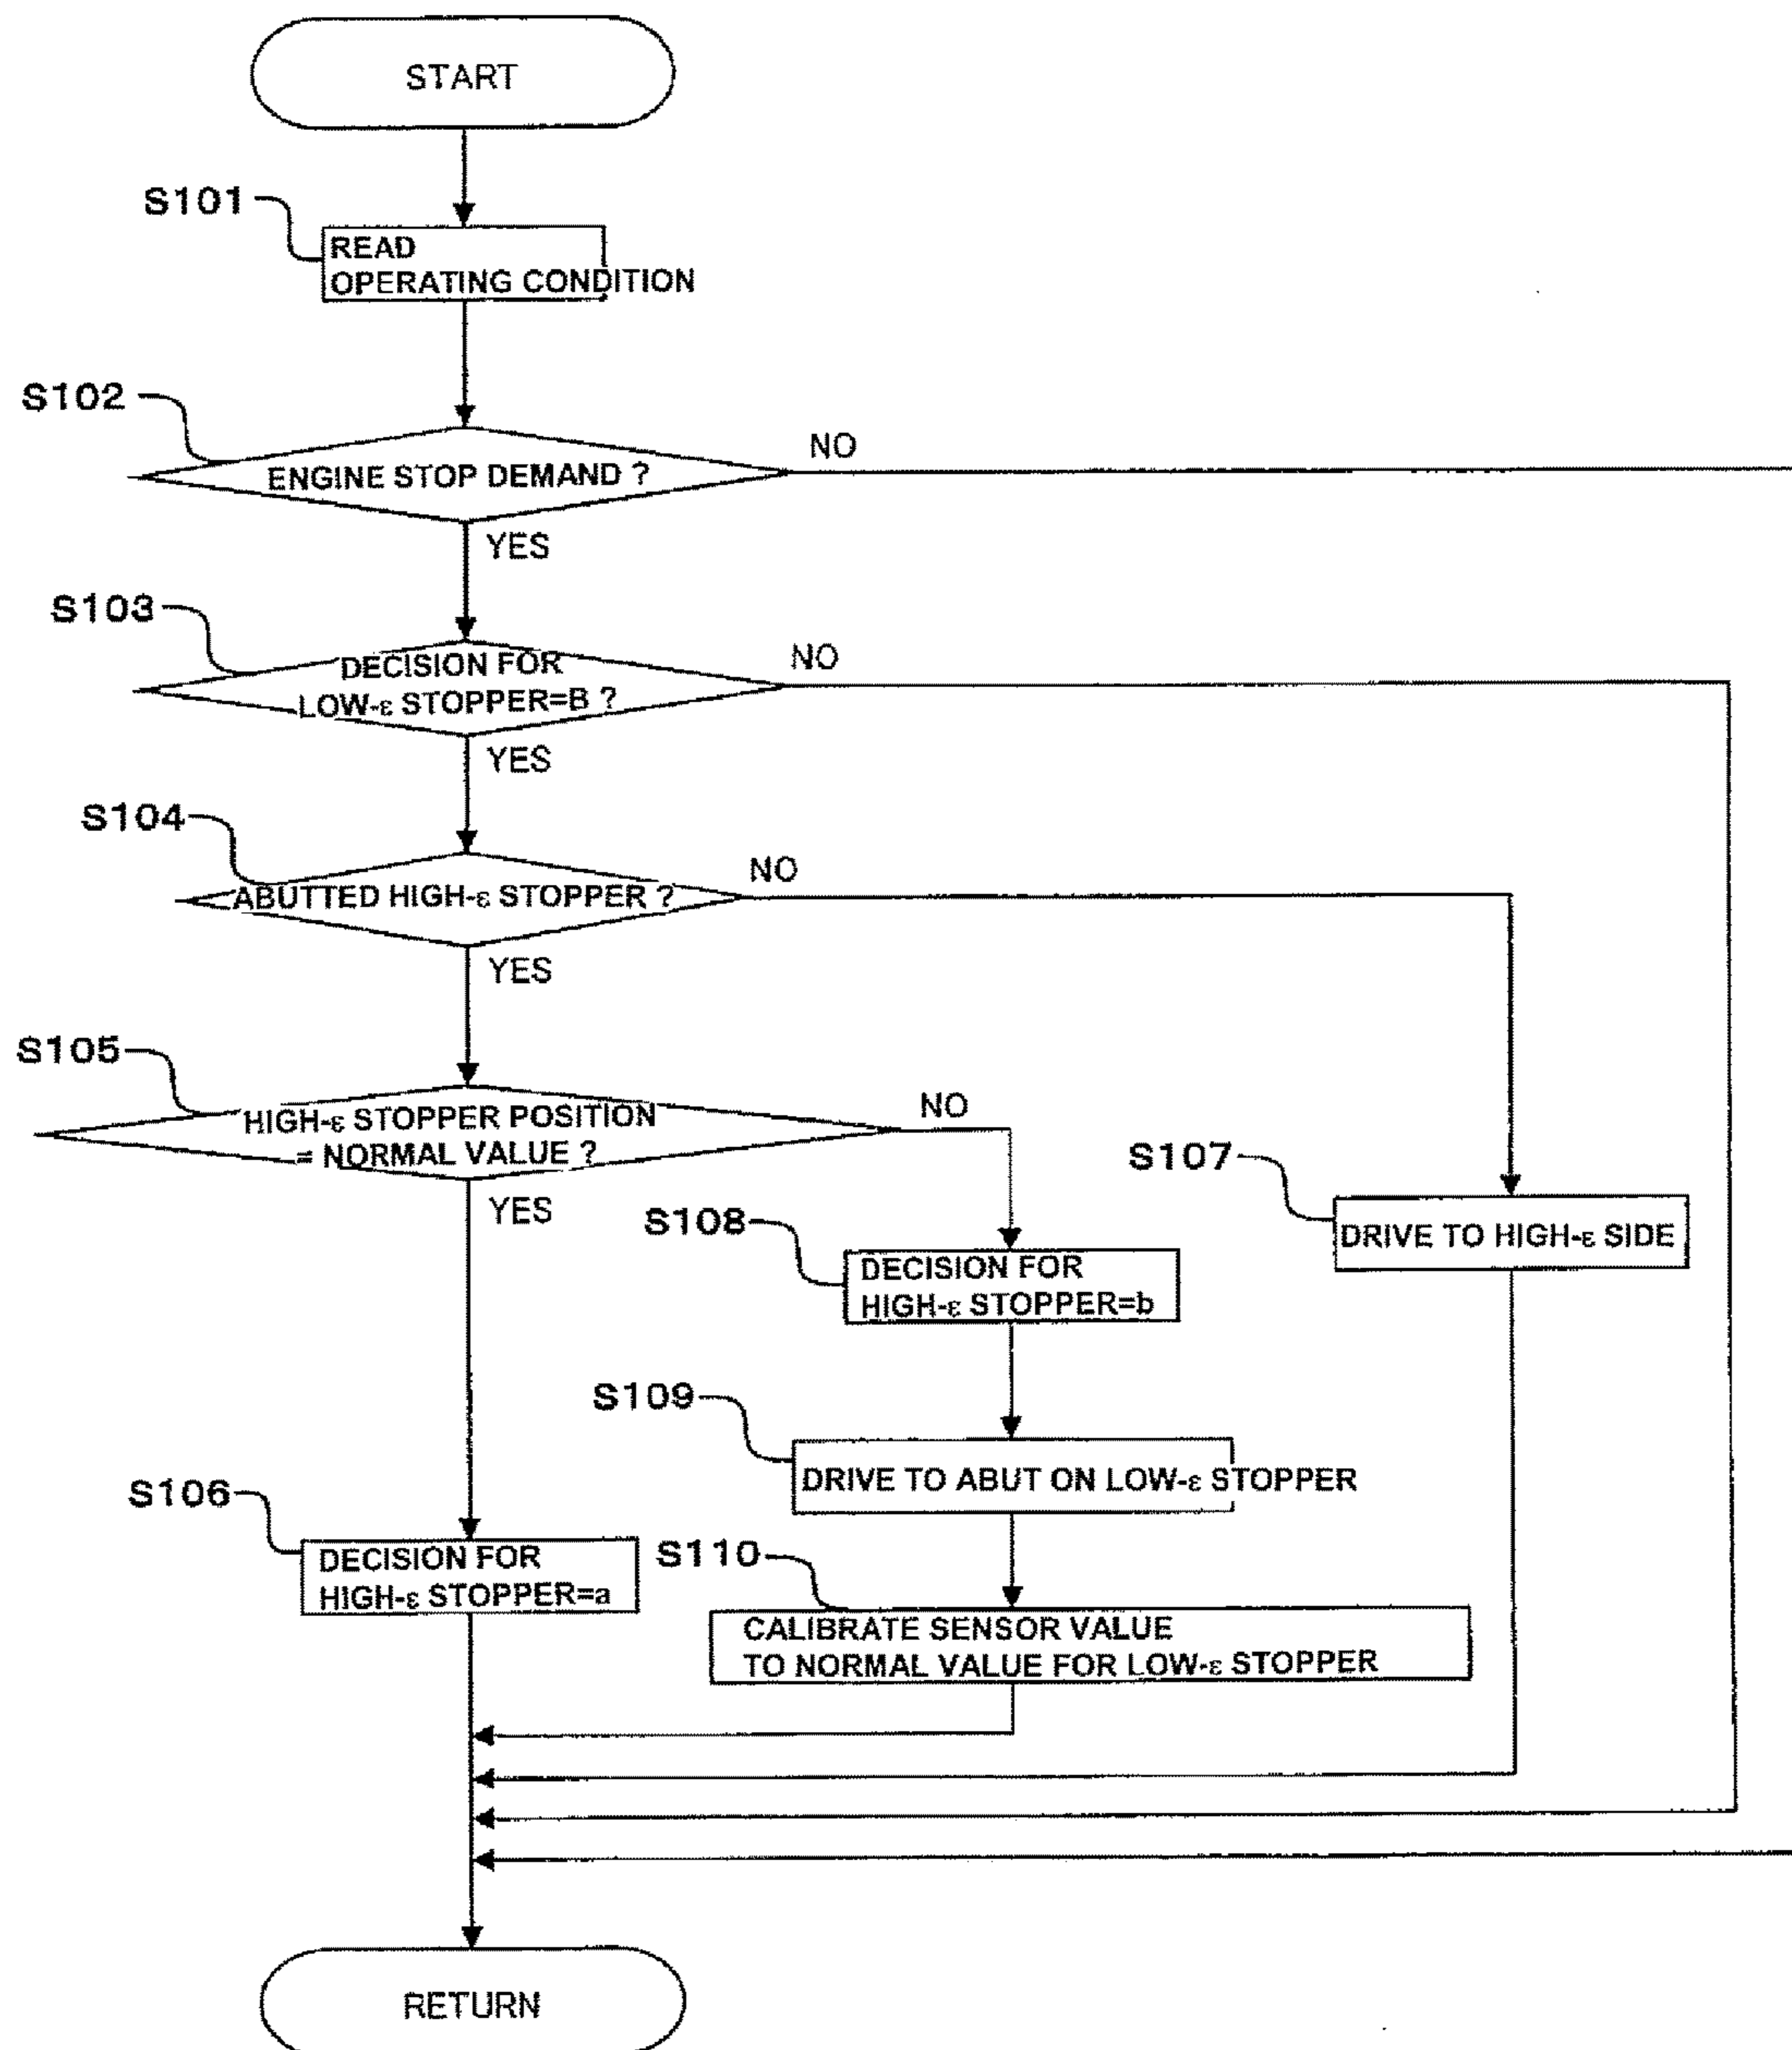 START
S101
READ
OPERATING CONDITION
S102
ENGINE STOP DEMAND ?
NO
YES
S103
DECISION FOR
LOW-ε STOPPER=B ?
NO
YES
S104
ABUTTED HIGH-ε STOPPER ?
NO
YES
S105
HIGH-ε STOPPER POSITION
= NORMAL VALUE ?
NO
YES
S107
DRIVE TO HIGH-ε SIDE
S108
DECISION FOR
HIGH-ε STOPPER=b
S109
DRIVE TO ABUT ON LOW-ε STOPPER
S106
DECISION FOR
HIGH-ε STOPPER=a
S110
CALIBRATE SENSOR VALUE
TO NORMAL VALUE FOR LOW-ε STOPPER
RETURN